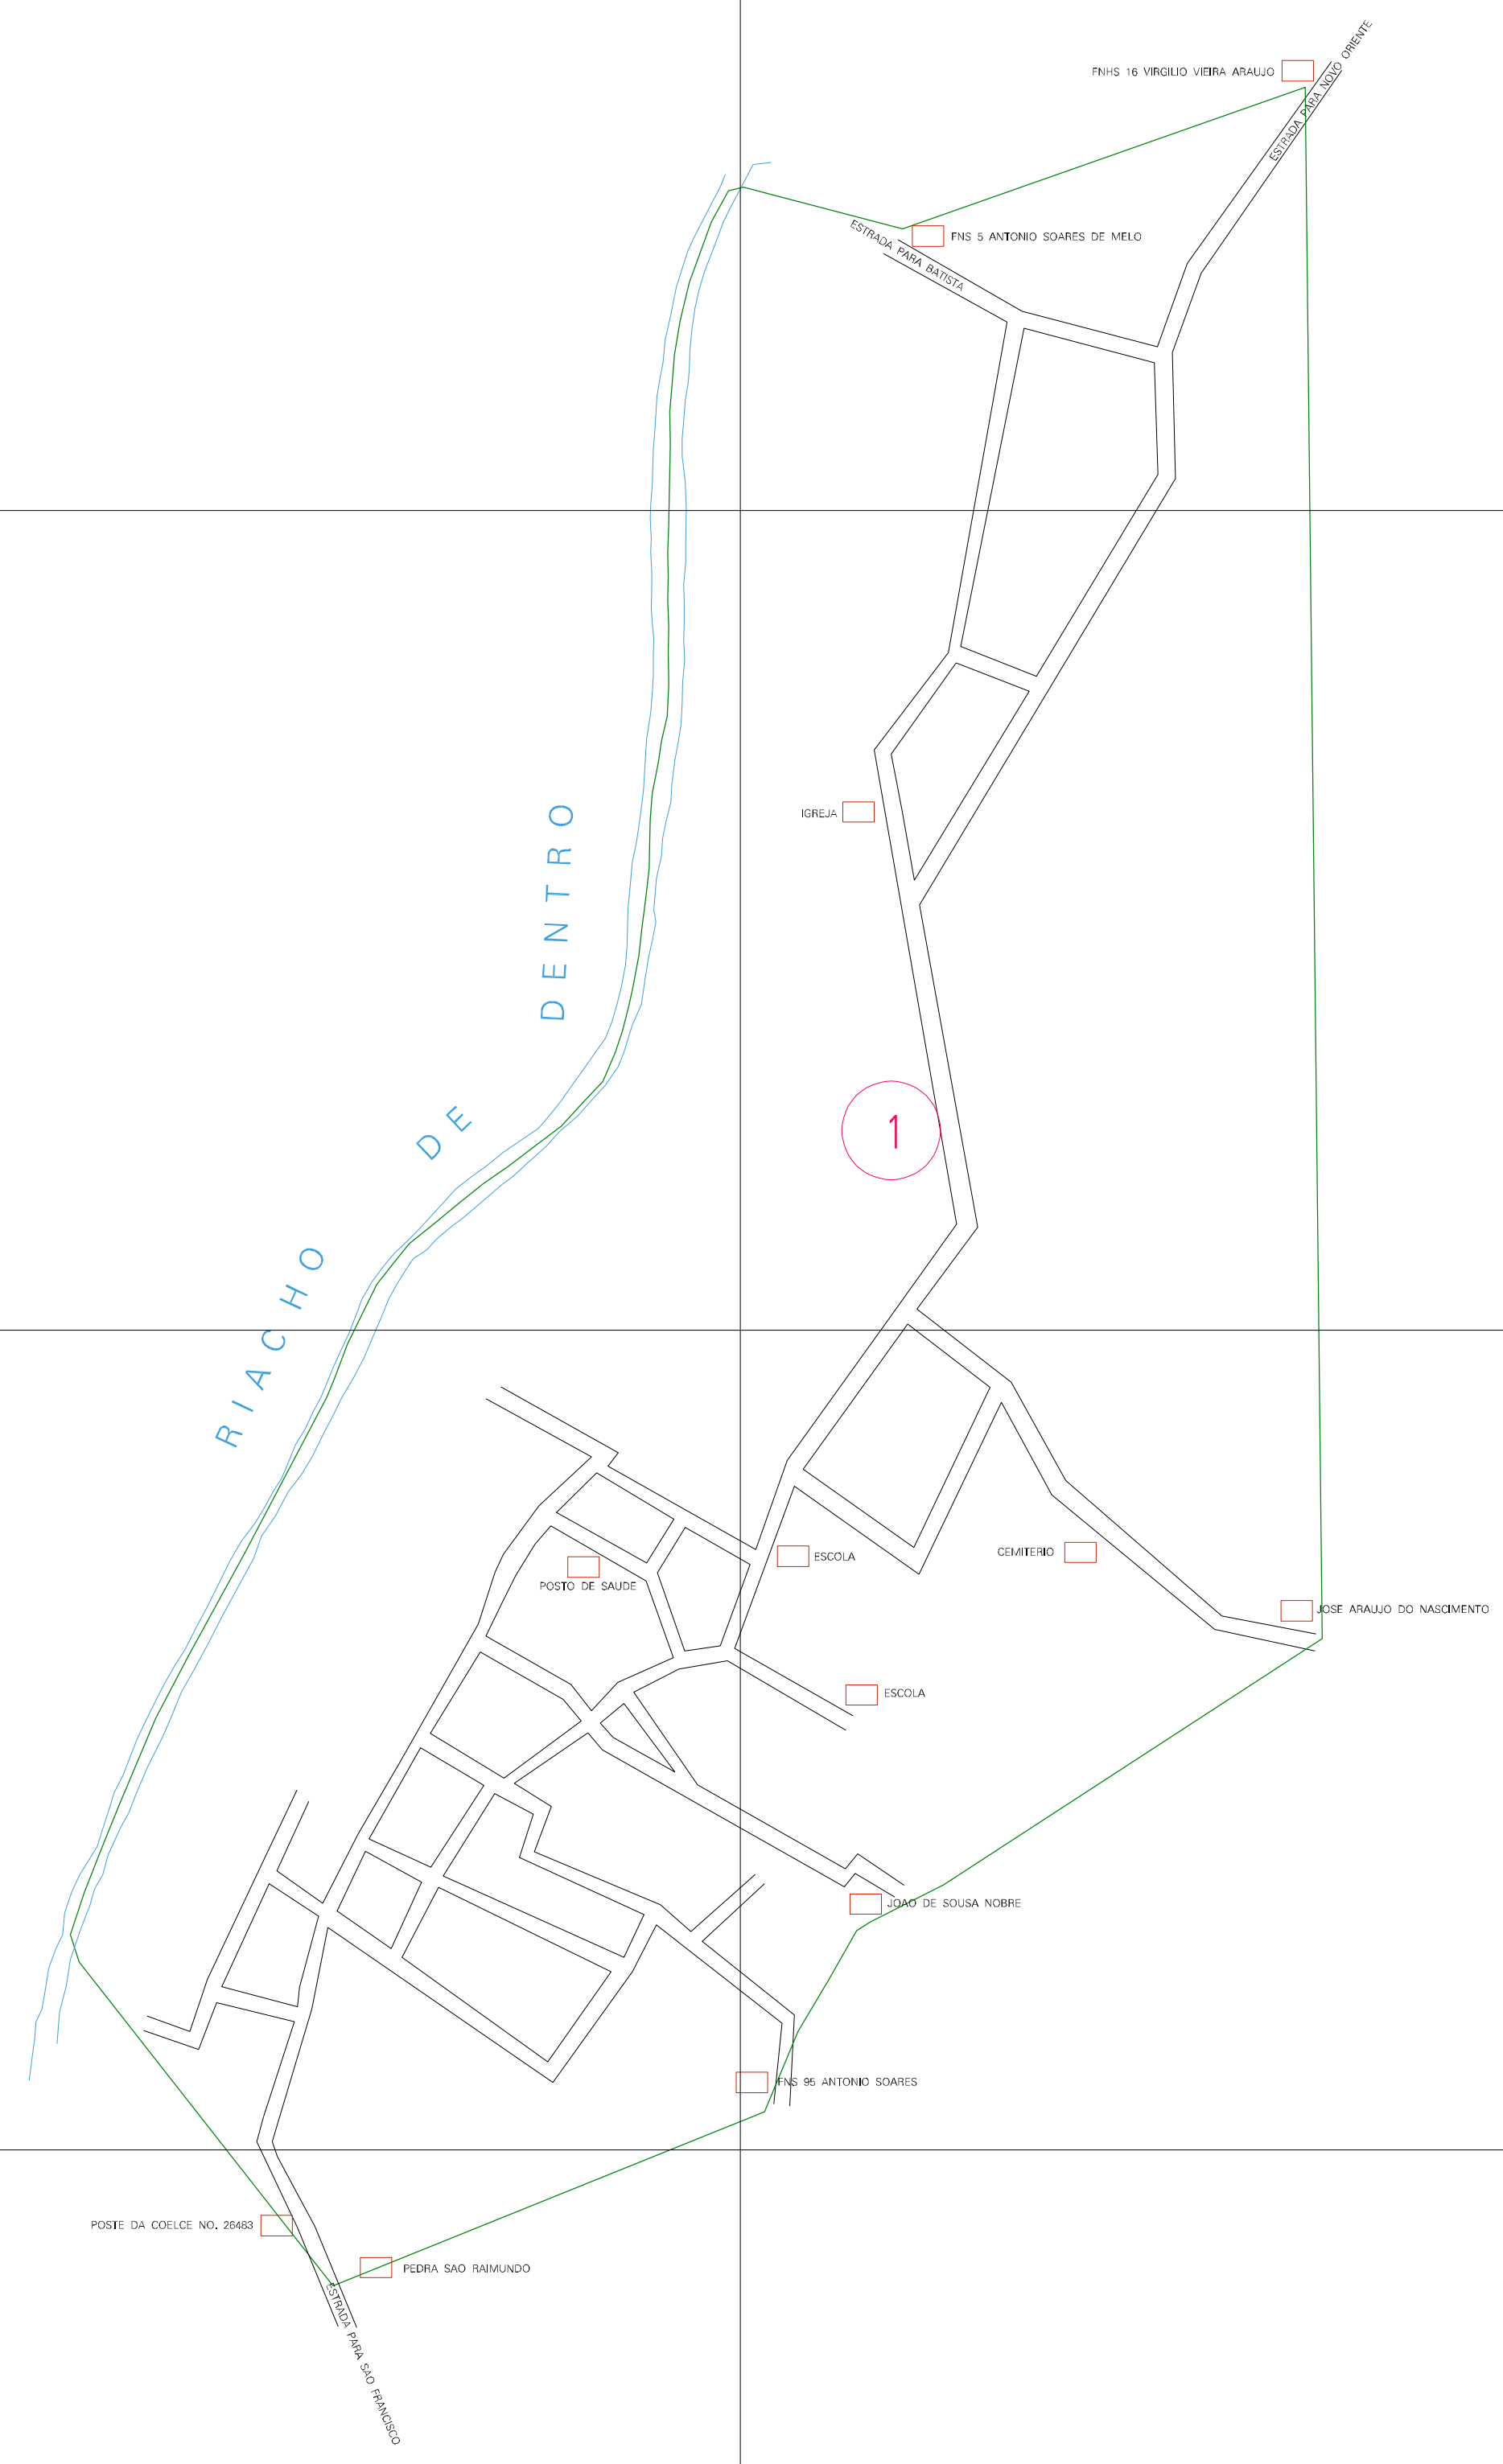 ESTRADA PARA NOVO ORIENTE
FNHS 16 VIRGILIO VIEIRA ARAUJO
ESTRADA PARA BATISTA
FNS 5 ANTONIO SOARES DE MELO
IGREJA
RIACHO DE DENTRO
1
ESCOLA
CEMITERIO
POSTO DE SAUDE
JOSE ARAUJO DO NASCIMENTO
ESCOLA
JOAO DE SOUSA NOBRE
FNS 95 ANTONIO SOARES
POSTE DA COELCE NO. 26483
PEDRA SAO RAIMUNDO
ESTRADA PARA SAO FRANCISCO